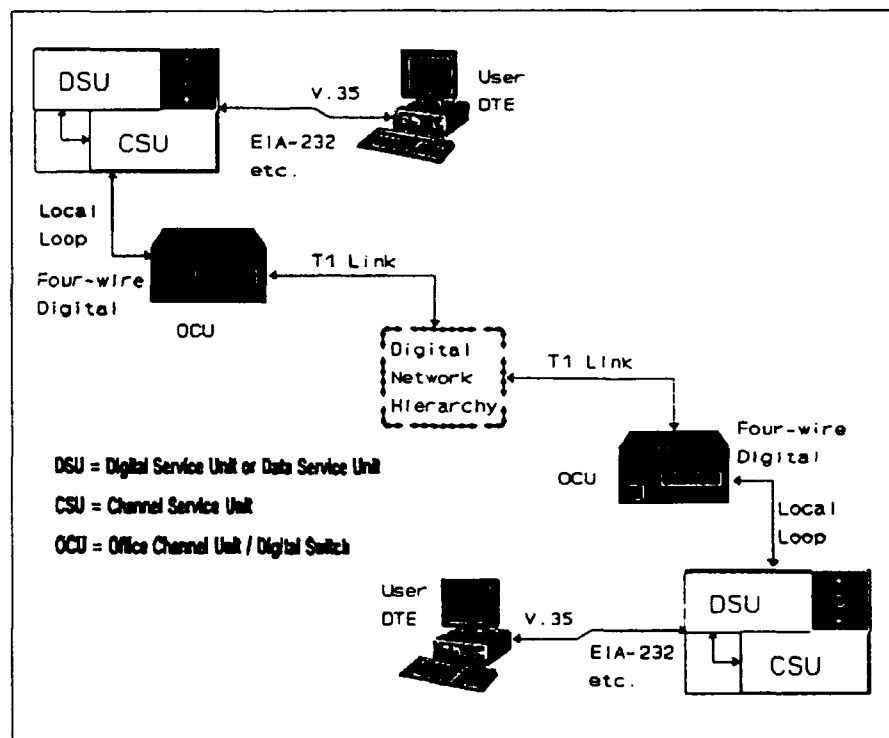 DSU
CSU
V.35
EIA-232
etc.
User
DTE
Local
Loop
Four-wire
Digital
OCU
T1 Link
Digital
Network
Hierarchy
T1 Link
Four-wire
Digital
OCU
Local
Loop
DSU = Digital Service Unit or Data Service Unit
CSU = Channel Service Unit
OCU = Office Channel Unit / Digital Switch
User
DTE
V.35
EIA-232
etc.
DSU
CSU